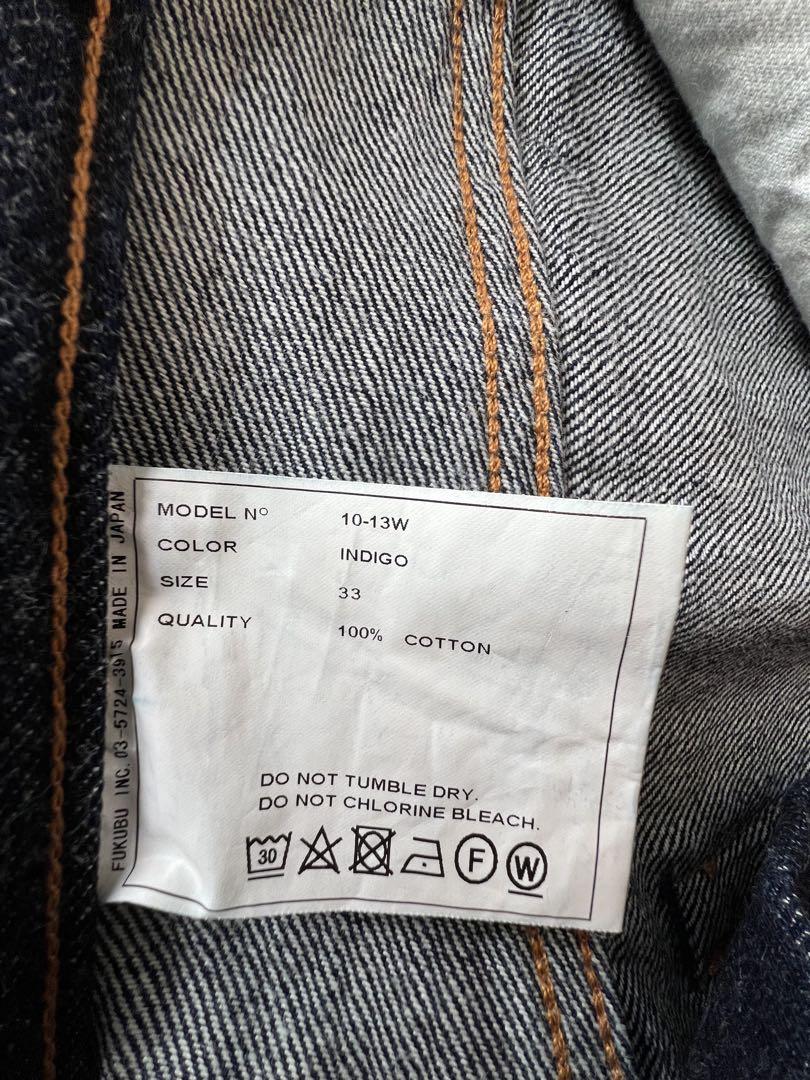 MODEL Nº 10-13W
COLOR INDIGO
SIZE 33
QUALITY 100% COTTON
DO NOT TUMBLE DRY.
DO NOT CHLORINE BLEACH.
30 F W
FUKUBU INC. 03-5724-3915 MADE IN JAPAN